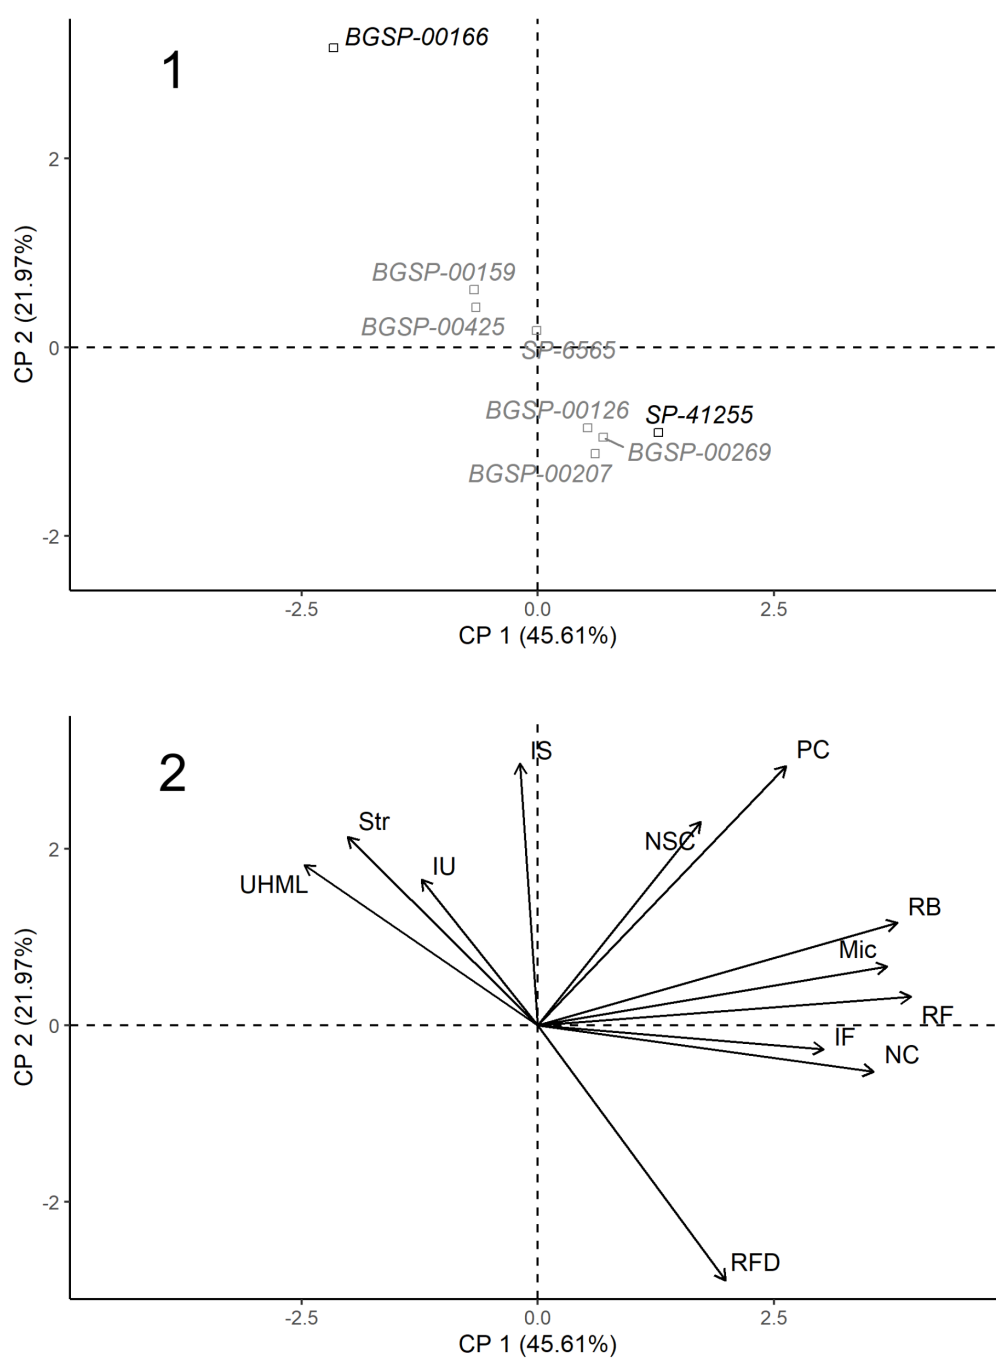 BGSP-00166
1
2
BGSP-00159
BGSP-00425
SP-6565
0
BGSP-00126
SP-41255
BGSP-00269
BGSP-00207
-2
CP 2 (21.97%)
-2.5 0.0 2.5
CP 1 (45.61%)
2
IS
PC
Str
NSC
2
IU
UHML
RB
Mic
RF
0
IF
NC
-2
RFD
CP 2 (21.97%)
-2.5 0.0 2.5
CP 1 (45.61%)